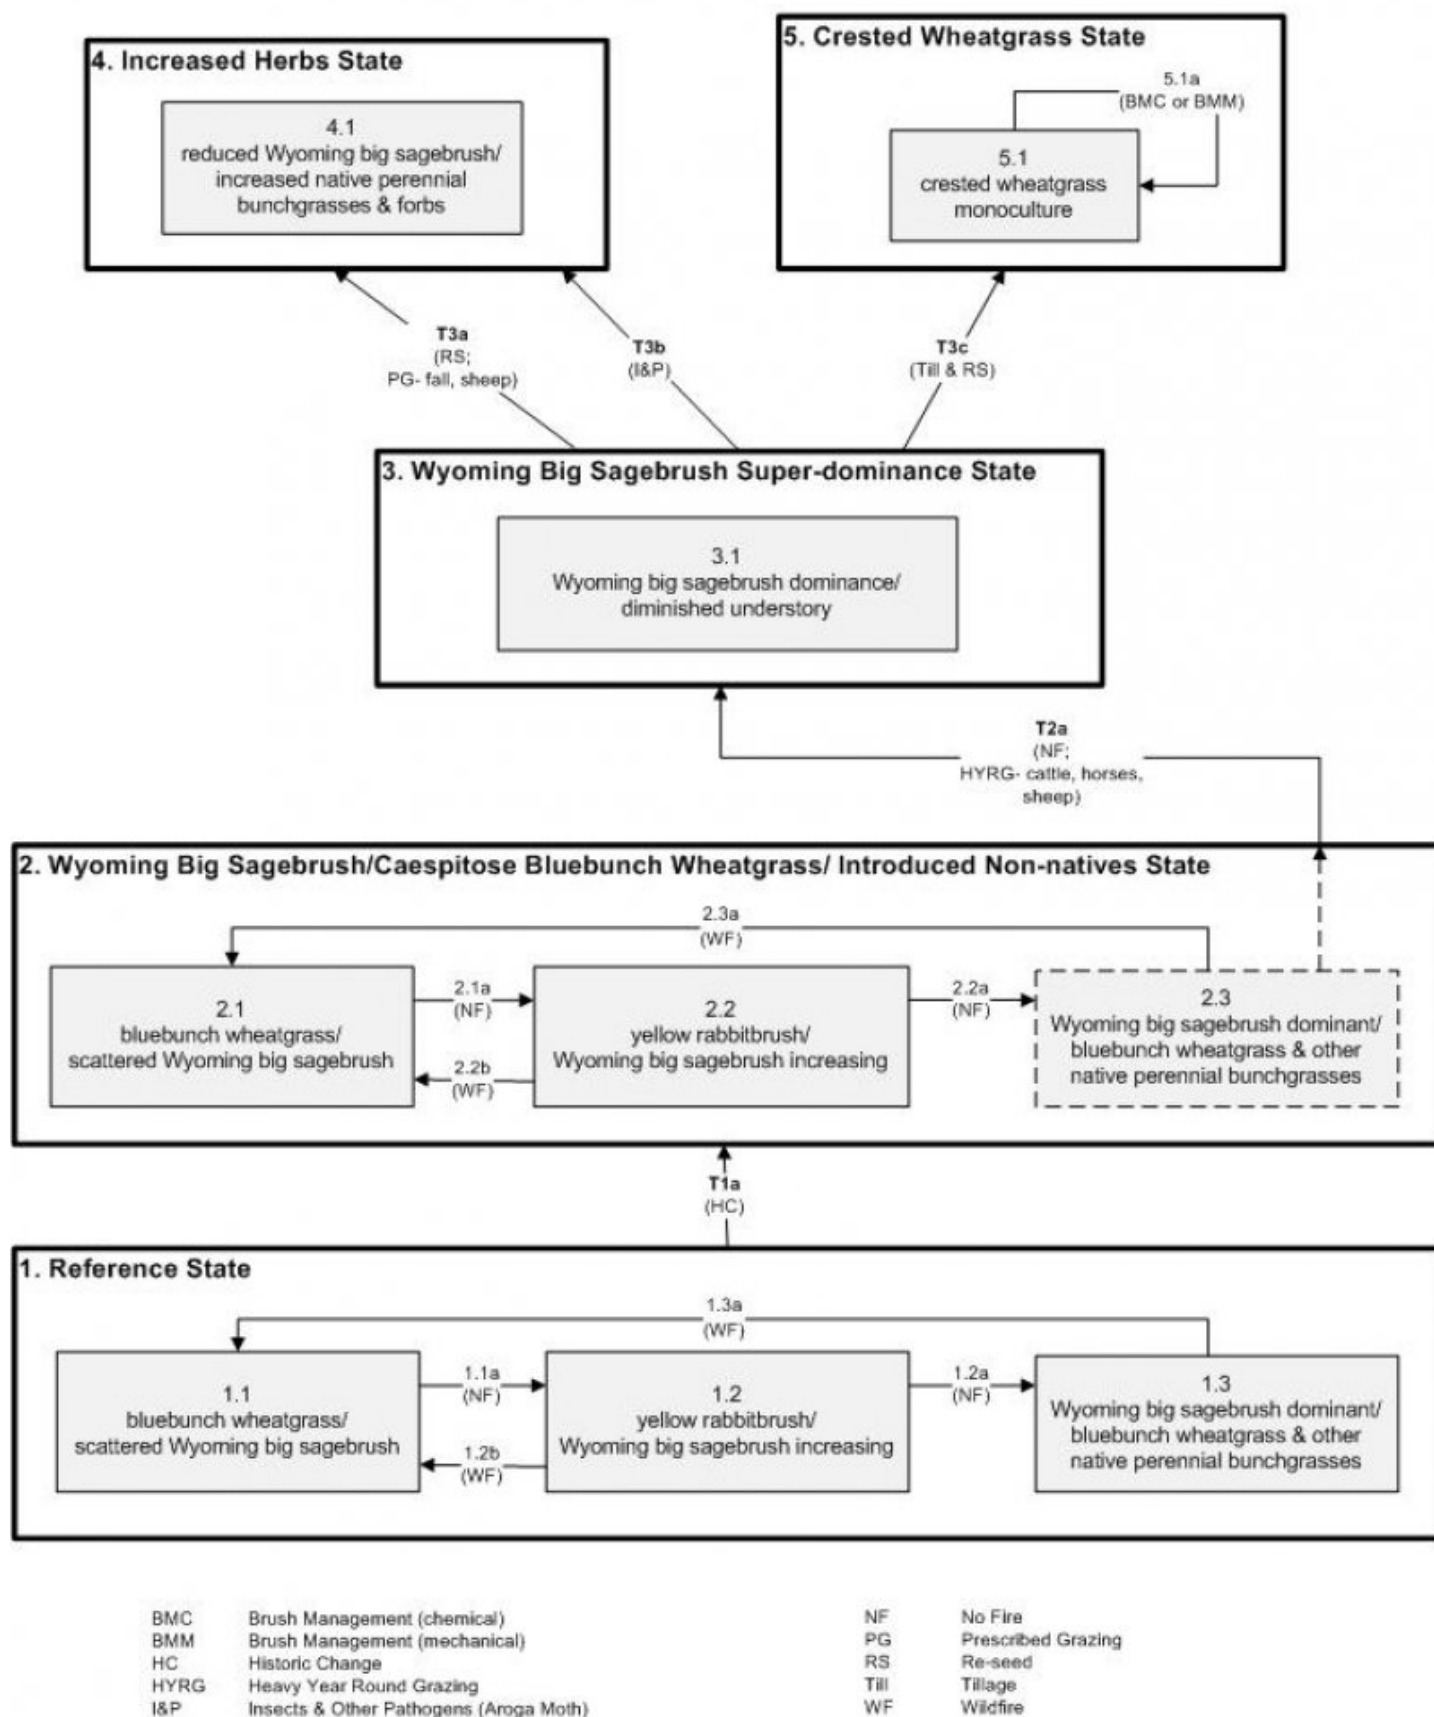 4. Increased Herbs State
4.1
reduced Wyoming big sagebrush/
increased native perennial
bunchgrasses & forbs
5. Crested Wheatgrass State
5.1a
(BMC or BMM)
5.1
crested wheatgrass
monoculture
T3a
(RS;
PG- fall, sheep)
T3b
(I&P)
T3c
(Till & RS)
3. Wyoming Big Sagebrush Super-dominance State
3.1
Wyoming big sagebrush dominance/
diminished understory
T2a
(NF;
HYRG- cattle, horses,
sheep)
2. Wyoming Big Sagebrush/Caespitose Bluebunch Wheatgrass/ Introduced Non-natives State
2.3a
(WF)
2.1
bluebunch wheatgrass/
scattered Wyoming big sagebrush
2.1a
(NF)
2.2b
(WF)
2.2
yellow rabbitbrush/
Wyoming big sagebrush increasing
2.2a
(NF)
2.3
Wyoming big sagebrush dominant/
bluebunch wheatgrass & other
native perennial bunchgrasses
T1a
(HC)
1. Reference State
1.3a
(WF)
1.1
bluebunch wheatgrass/
scattered Wyoming big sagebrush
1.1a
(NF)
1.2b
(WF)
1.2
yellow rabbitbrush/
Wyoming big sagebrush increasing
1.2a
(NF)
1.3
Wyoming big sagebrush dominant/
bluebunch wheatgrass & other
native perennial bunchgrasses
BMC Brush Management (chemical)
BMM Brush Management (mechanical)
HC Historic Change
HYRG Heavy Year Round Grazing
I&P Insects & Other Pathogens (Aroga Moth)
NF No Fire
PG Prescribed Grazing
RS Re-seed
Till Tillage
WF Wildfire